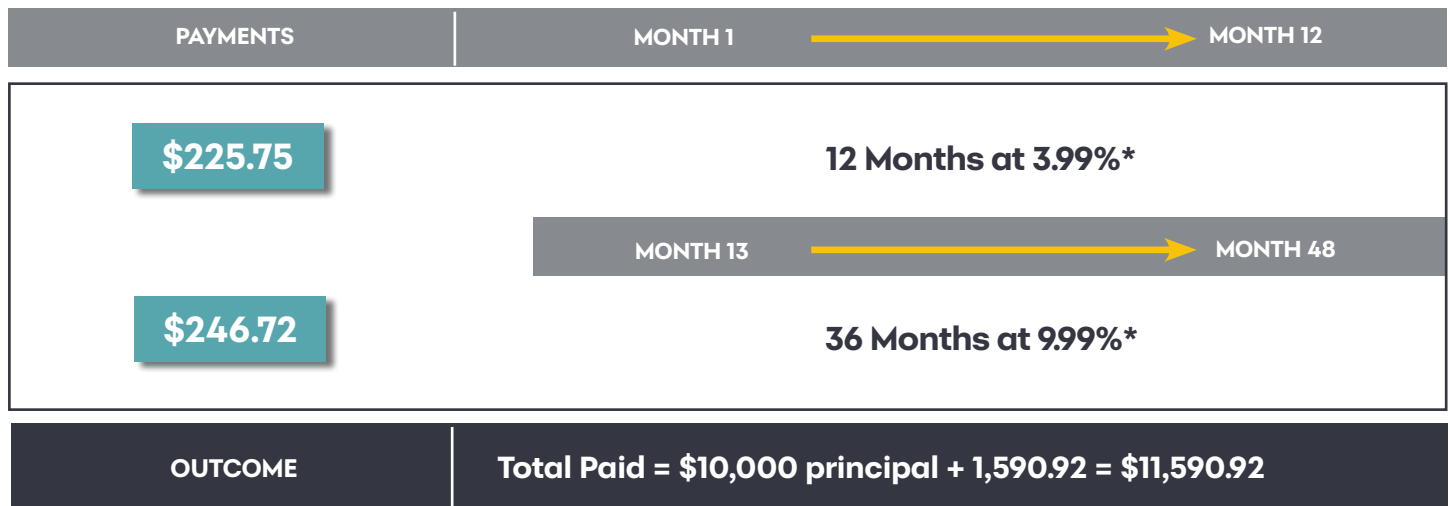 PAYMENTS MONTH 1 MONTH 12
$225.75 12 Months at 3.99%*
MONTH 13 MONTH 48
$246.72 36 Months at 9.99%*
OUTCOME Total Paid = $10,000 principal + 1,590.92 = $11,590.92